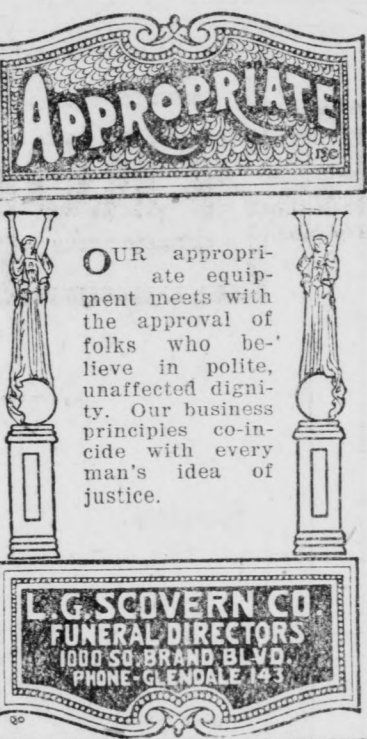 APPROPRIATE
OUR appropri-
ate equip-
ment meets with
the approval of
folks who be-
lieve in polite,
unaffected digni-
ty. Our business
principles co-in-
cide with every
man's idea of
justice.
L. G. SCOVERN CO.
FUNERAL DIRECTORS
1000 SO. BRAND BLVD.
PHONE-GLENDALE 143